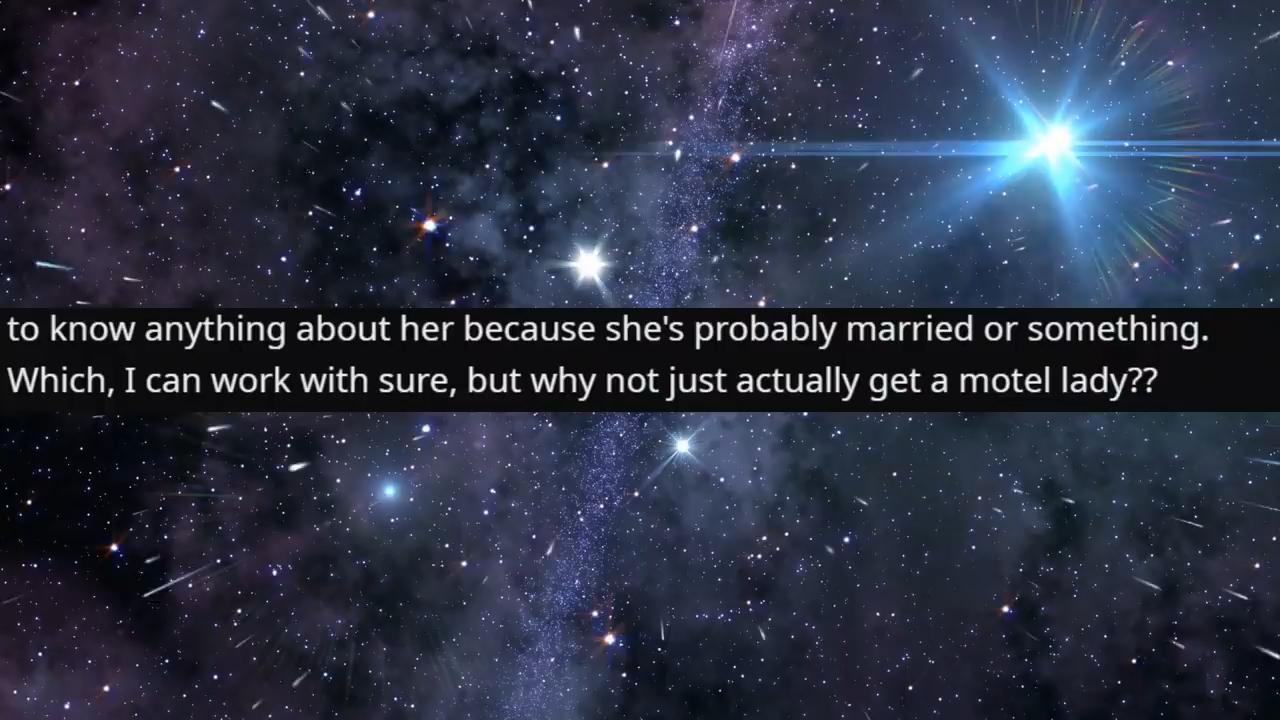 to know anything about her because she's probably married or something.
Which, I can work with sure, but why not just actually get a motel lady??